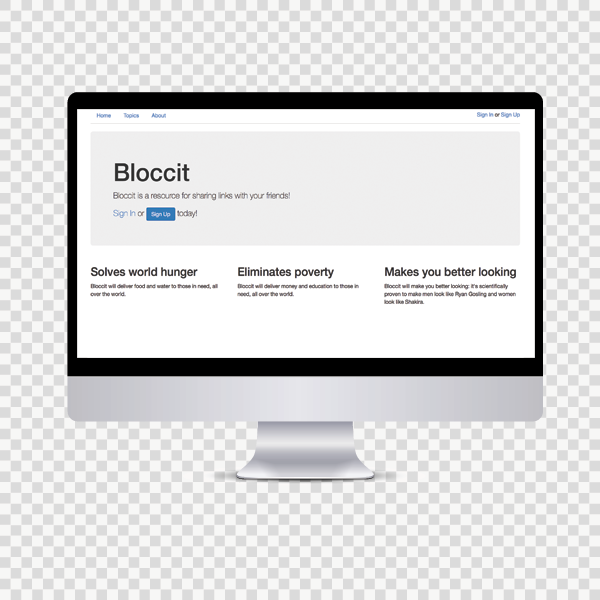 Home Topics About Sign In or Sign Up
Bloccit
Bloccit is a resource for sharing links with your friends!
Sign In or Sign Up today!
Solves world hunger
Bloccit will deliver food and water to those in need, all
over the world.
Eliminates poverty
Bloccit will deliver money and education to those in
need, all over the world.
Makes you better looking
Bloccit will make you better looking: it's scientifically
proven to make men look like Ryan Gosling and women
look like Shakira.